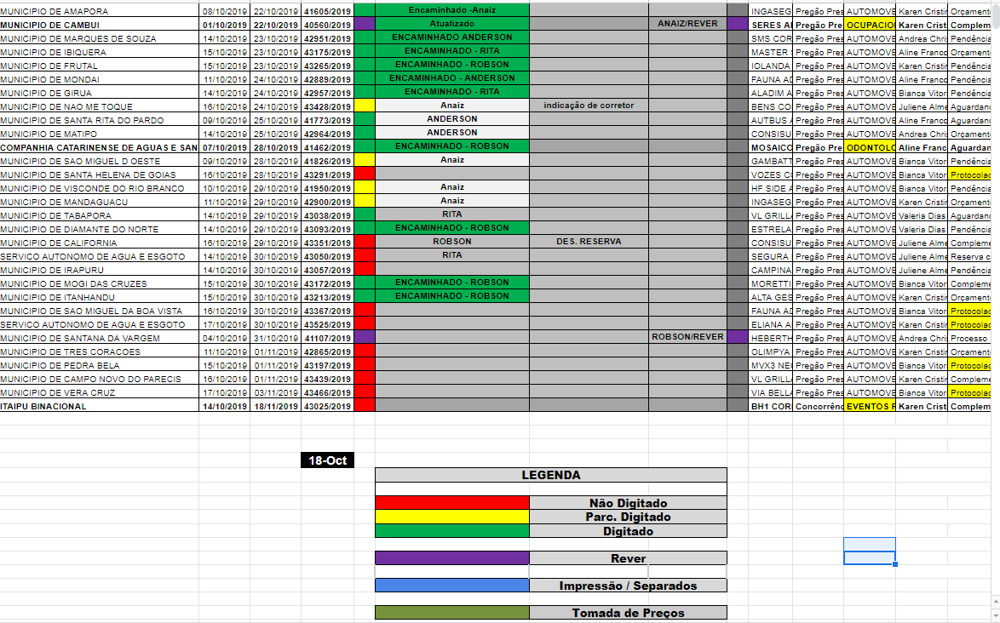 MUNICIPIO DE AMAPORA 08/10/2019 22/10/2019 41605/2019 Encaminhado -Anaiz INGASEG Pregão Pres AUTOMOVE Karen Cristin Orçamento
MUNICIPIO DE CAMBUI 01/10/2019 22/10/2019 40560/2019 Atualizado ANAIZ/REVER SERES A Pregão Pre OCUPACIO Karen Cristi Complem
MUNICIPIO DE MARQUES DE SOUZA 14/10/2019 23/10/2019 42951/2019 ENCAMINHADO ANDERSON SMS COR Pregão Pres AUTOMOVE Andrea Chris Pendência
MUNICIPIO DE IBIQUERA 15/10/2019 23/10/2019 43175/2019 ENCAMINHADO - RITA MASTER Pregão Pres AUTOMOVE Aline Franco Orçamento
MUNICIPIO DE FRUTAL 15/10/2019 23/10/2019 43265/2019 ENCAMINHADO - ROBSON IOLANDA Pregão Pres AUTOMOVE Karen Cristin Pendência
MUNICIPIO DE MONDAI 11/10/2019 24/10/2019 42889/2019 ENCAMINHADO - ANDERSON FAUNA AD Pregão Pres AUTOMOVE Aline Franco Pendência
MUNICIPIO DE GIRUA 14/10/2019 24/10/2019 42957/2019 ENCAMINHADO - RITA ALADIM A Pregão Pres AUTOMOVE Bianca Vitor Pendência
MUNICIPIO DE NAO ME TOQUE 16/10/2019 24/10/2019 43428/2019 Anaiz indicação de corretor BENS CO Pregão Pres AUTOMOVE Juliene Alme Aguardand
MUNICIPIO DE SANTA RITA DO PARDO 09/10/2019 25/10/2019 41773/2019 ANDERSON AUTBUS A Pregão Pres AUTOMOVE Aline Franco Aguardand
MUNICIPIO DE MATIPO 14/10/2019 25/10/2019 42964/2019 ANDERSON CONSISU Pregão Pres AUTOMOVE Andrea Chris Orçamento
COMPANHIA CATARINENSE DE AGUAS E SAN 07/10/2019 28/10/2019 41462/2019 ENCAMINHADO - ROBSON MOSAICO Pregão Pre ODONTOLO Aline Franc Aguardan
MUNICIPIO DE SAO MIGUEL D OESTE 09/10/2019 28/10/2019 41826/2019 Anaiz GAMBATT Pregão Pres AUTOMOVE Bianca Vitor Pendência
MUNICIPIO DE SANTA HELENA DE GOIAS 16/10/2019 28/10/2019 43291/2019 VOZES CO Pregão Pres AUTOMOVE Bianca Vitor Protocolad
MUNICIPIO DE VISCONDE DO RIO BRANCO 10/10/2019 29/10/2019 41950/2019 Anaiz HF SIDE A Pregão Pres AUTOMOVE Bianca Vitor Pendência
MUNICIPIO DE MANDAGUACU 11/10/2019 29/10/2019 42900/2019 Anaiz INGASEG Pregão Pres AUTOMOVE Karen Cristin Orçamento
MUNICIPIO DE TABAPORA 14/10/2019 29/10/2019 43038/2019 RITA VL GRILLA Pregão Pres AUTOMOVE Valeria Dias Aguardand
MUNICIPIO DE DIAMANTE DO NORTE 14/10/2019 29/10/2019 43093/2019 ENCAMINHADO - ROBSON ESTRELA Pregão Pres AUTOMOVE Valeria Dias Pendência
MUNICIPIO DE CALIFORNIA 16/10/2019 29/10/2019 43351/2019 ROBSON DES. RESERVA CONSISU Pregão Pres AUTOMOVE Juliene Alme Compleme
SERVICO AUTONOMO DE AGUA E ESGOTO 14/10/2019 30/10/2019 43050/2019 RITA SEGURA Pregão Pres AUTOMOVE Juliene Alme Reserva c
MUNICIPIO DE IRAPURU 14/10/2019 30/10/2019 43057/2019 CAMPINA Pregão Pres AUTOMOVE Juliene Alme Pendência
MUNICIPIO DE MOGI DAS CRUZES 15/10/2019 30/10/2019 43172/2019 ENCAMINHADO - ROBSON MORETTI Pregão Pres AUTOMOVE Bianca Vitor Compleme
MUNICIPIO DE ITANHANDU 15/10/2019 30/10/2019 43213/2019 ENCAMINHADO - ROBSON ALTA GES Pregão Pres AUTOMOVE Karen Cristin Orçamento
MUNICIPIO DE SAO MIGUEL DA BOA VISTA 16/10/2019 30/10/2019 43367/2019 FAUNA AD Pregão Pres AUTOMOVE Bianca Vitor Protocolad
SERVICO AUTONOMO DE AGUA E ESGOTO 17/10/2019 30/10/2019 43525/2019 ELIANA A Pregão Pres AUTOMOVE Karen Cristin Protocolad
MUNICIPIO DE SANTANA DA VARGEM 04/10/2019 31/10/2019 41107/2019 ROBSON/REVER HEBERTH Pregão Pres AUTOMOVE Andrea Chris Processo
MUNICIPIO DE TRES CORACOES 11/10/2019 01/11/2019 42865/2019 OLIMPYA Pregão Pres AUTOMOVE Karen Cristin Orçamento
MUNICIPIO DE PEDRA BELA 15/10/2019 01/11/2019 43197/2019 MVX3 NEG Pregão Pres AUTOMOVE Bianca Vitor Protocolad
MUNICIPIO DE CAMPO NOVO DO PARECIS 16/10/2019 01/11/2019 43439/2019 VL GRILLA Pregão Pres AUTOMOVE Karen Cristin Compleme
MUNICIPIO DE VERA CRUZ 17/10/2019 03/11/2019 43466/2019 VIA BELLA Pregão Pres AUTOMOVE Bianca Vitor Protocolad
ITAIPU BINACIONAL 14/10/2019 18/11/2019 43025/2019 BH1 COR Concorrênc EVENTOS R Karen Crist Complem
18-Oct
LEGENDA
Não Digitado
Parc. Digitado
Digitado
Rever
Impressão / Separados
Tomada de Preços